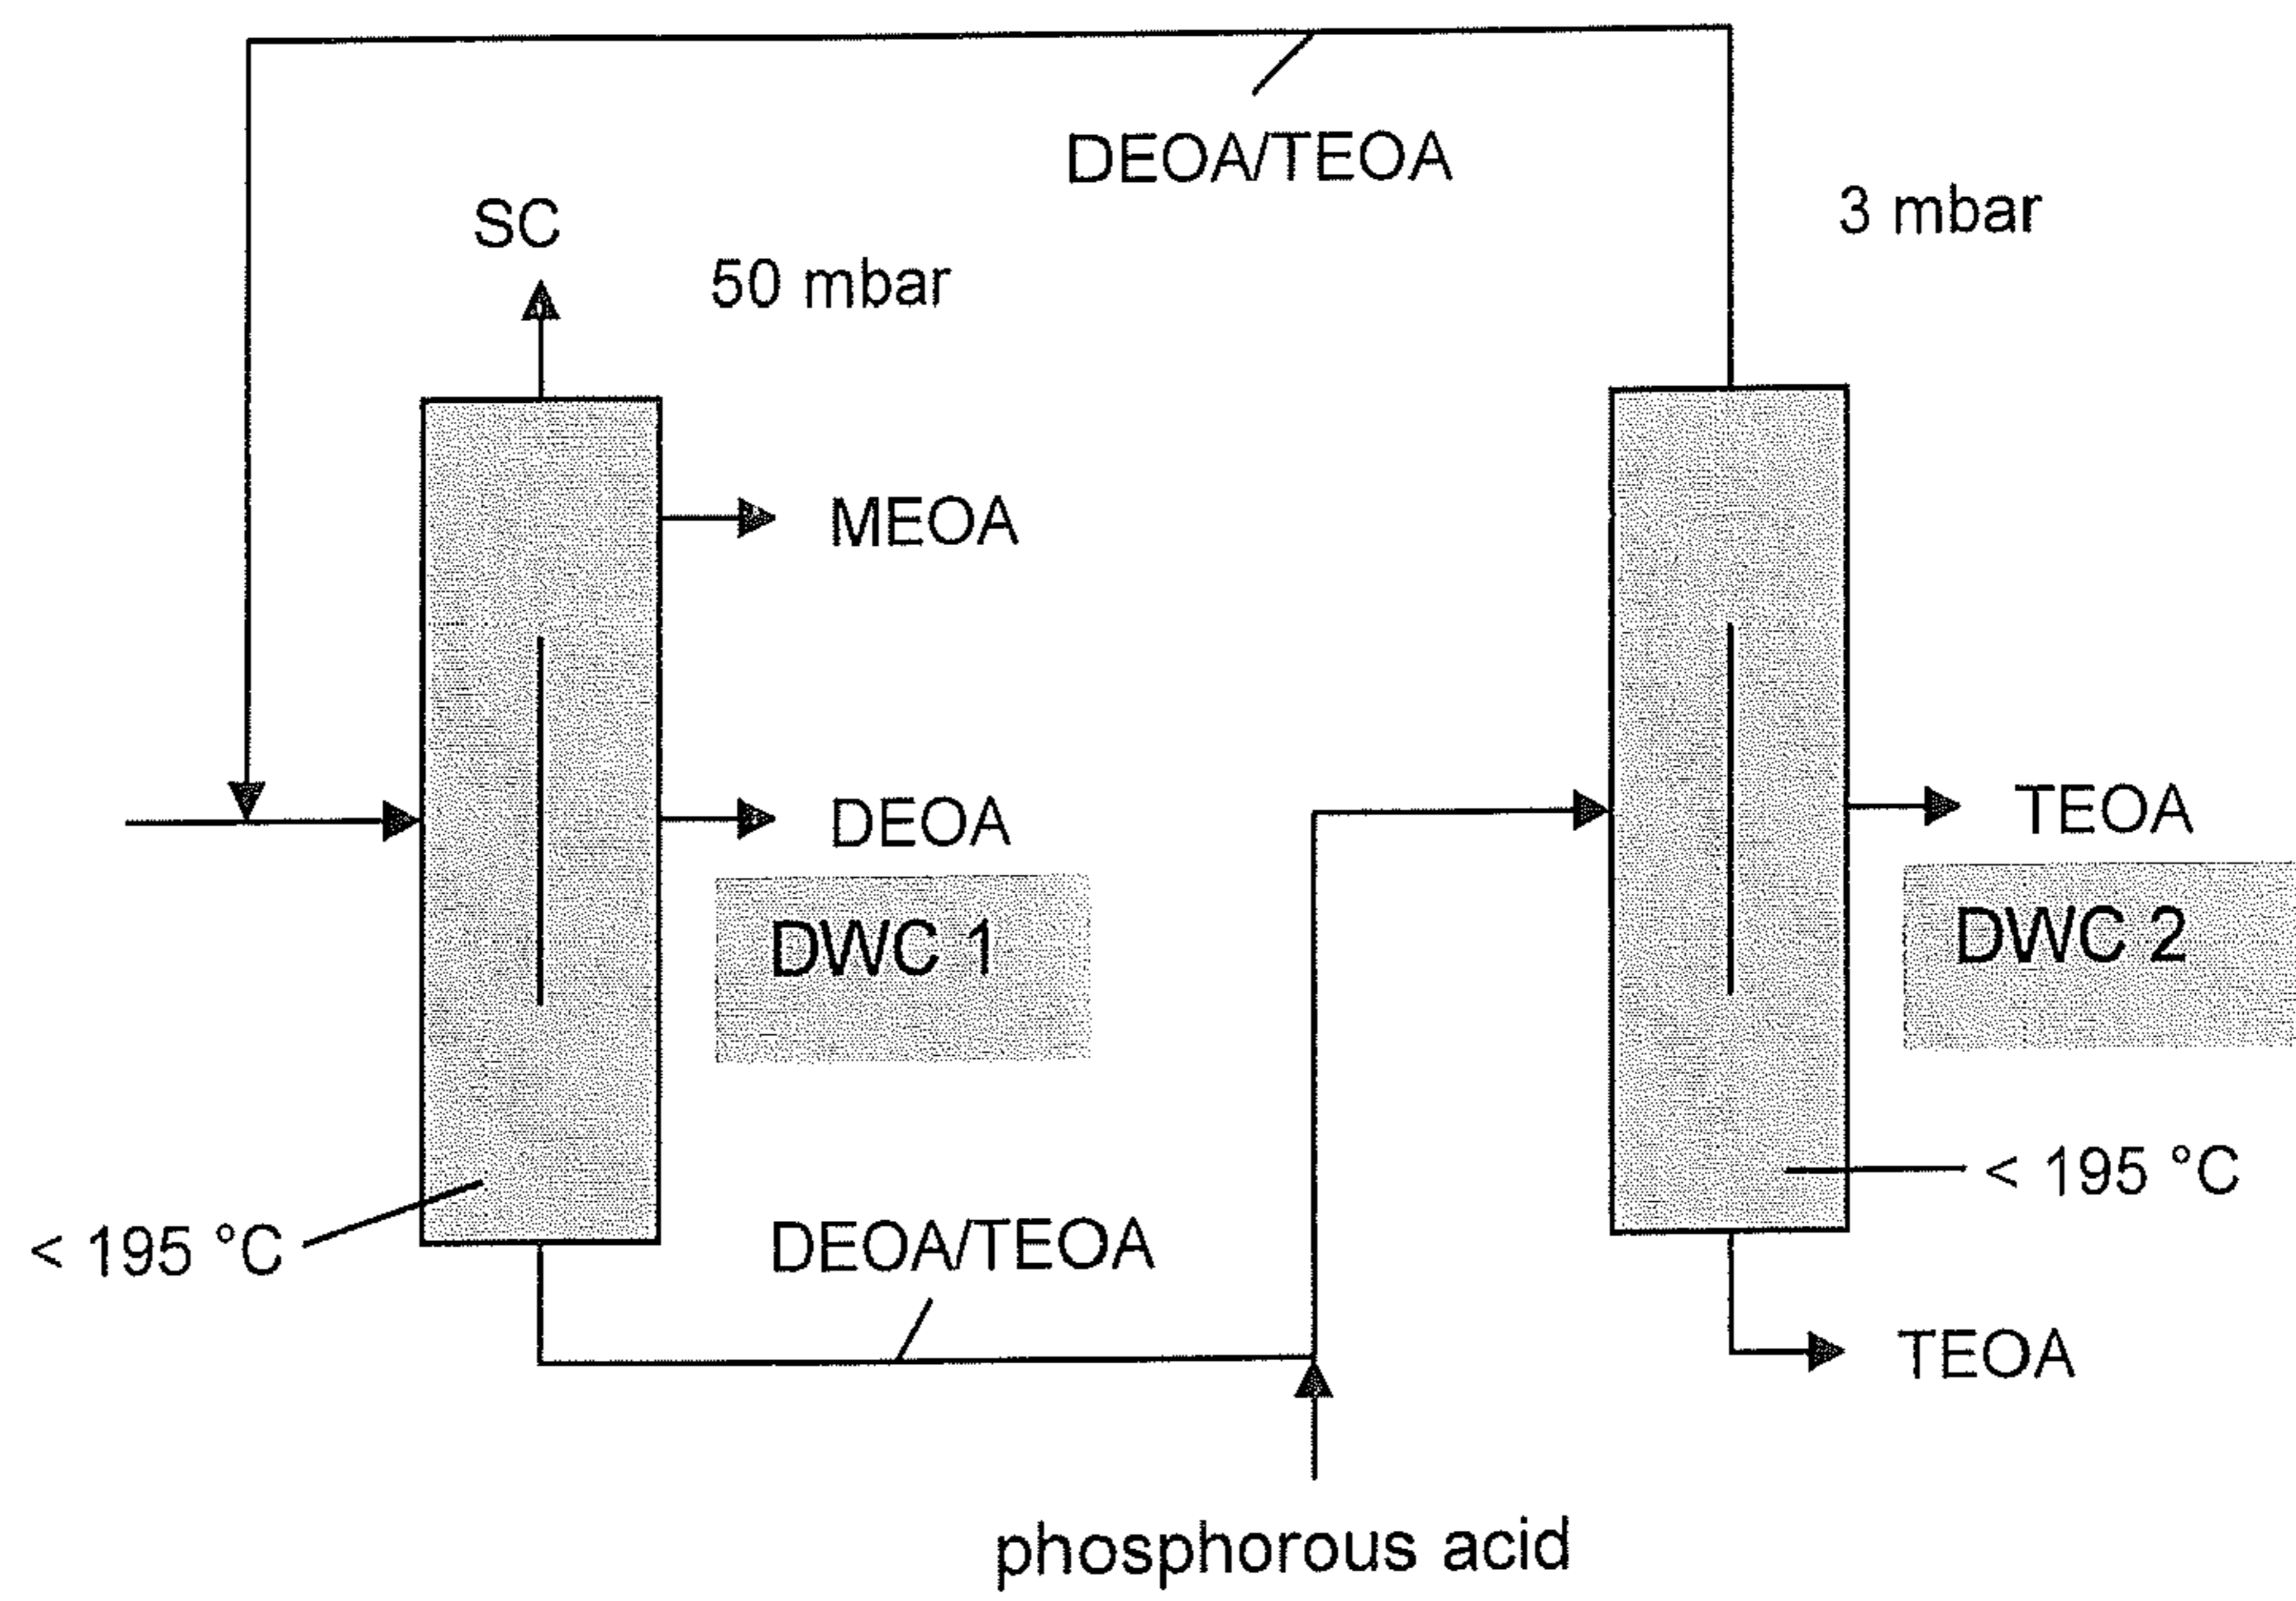 DEOA/TEOA
3 mbar
SC
50 mbar
MEOA
DEOA
TEOA
DWC 1
DWC 2
< 195 °C
< 195 °C
DEOA/TEOA
TEOA
phosphorous acid